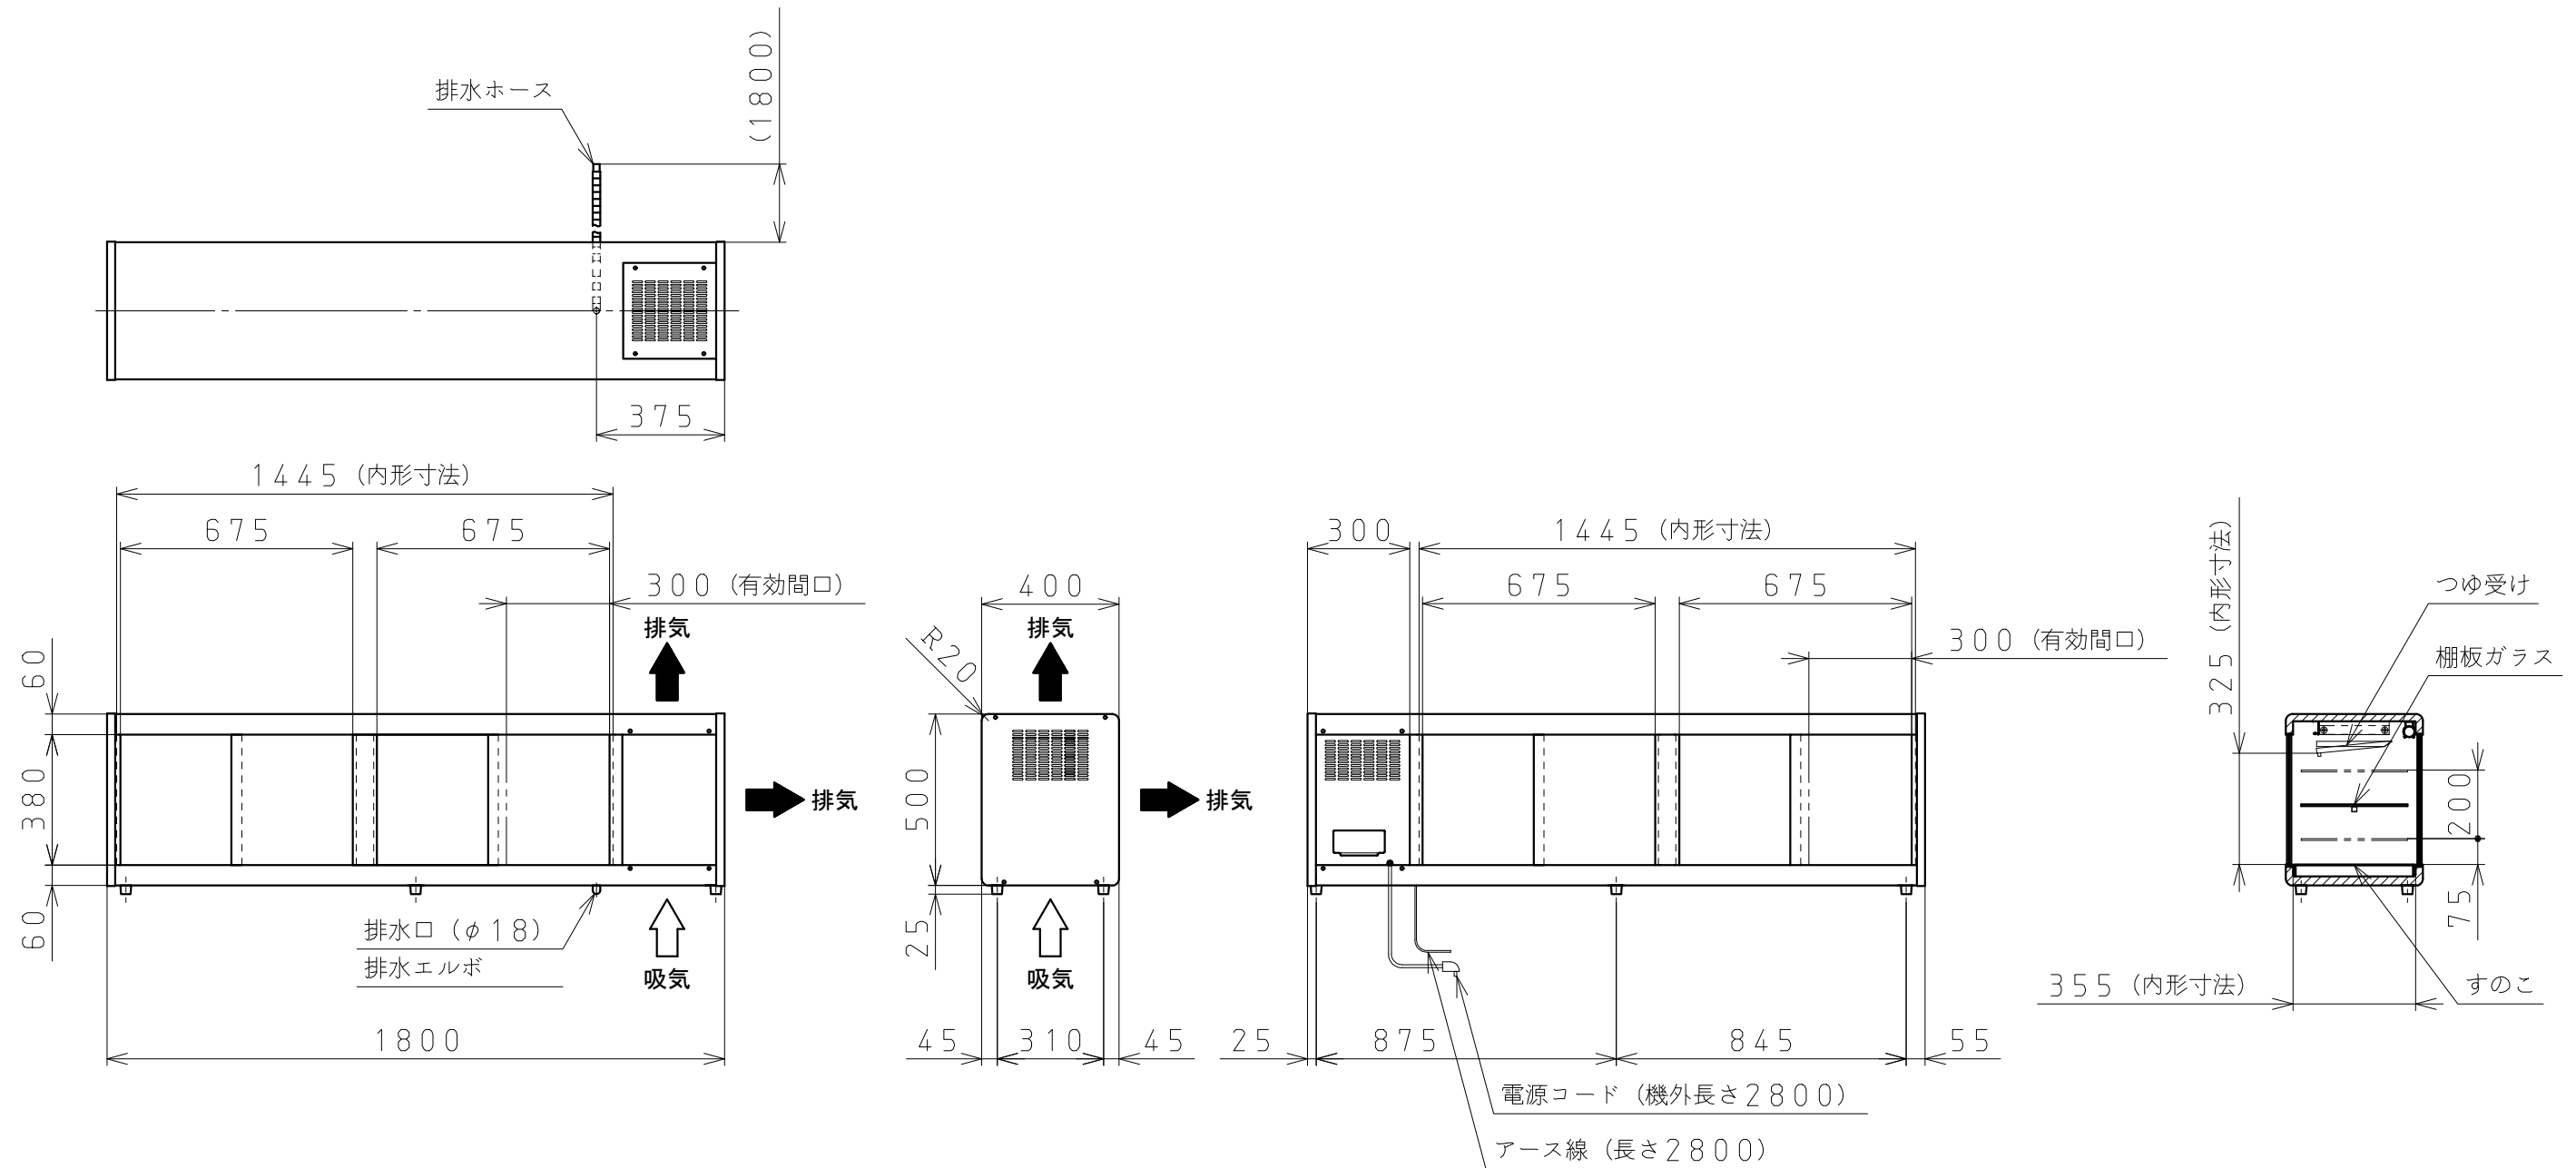 排水ホース
(1800)
375
1445 (内形寸法)
675
675
300 (有効間口)
排気
60
380
60
排気
排水口 (φ18)
排水エルボ
吸気
1800
400
排気
R20
500
25
排気
吸気
45
310
45
300
1445 (内形寸法)
675
675
300 (有効間口)
25
875
845
55
電源コード (機外長さ2800)
アース線 (長さ2800)
325 (内形寸法)
つゆ受け
棚板ガラス
200
75
355 (内形寸法)
すのこ